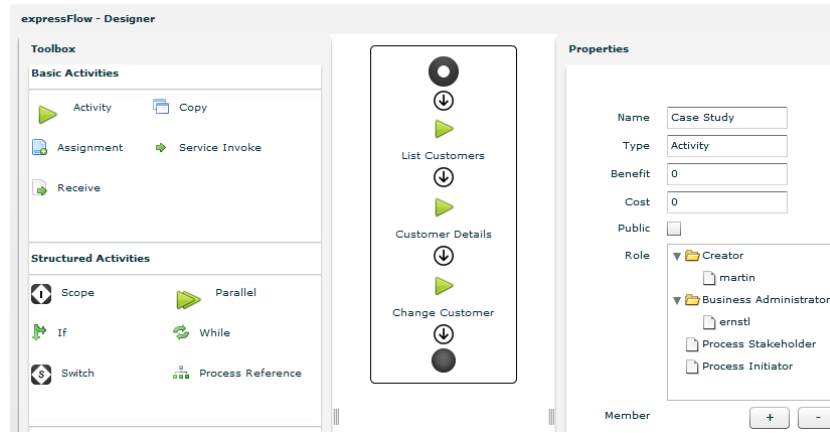 expressFlow - Designer
Toolbox
Basic Activities
Activity
Copy
Assignment
Service Invoke
Receive
Structured Activities
Scope
Parallel
If
While
S
Switch
Process Reference
List Customers
Customer Details
Change Customer
Properties
Name
Case Study
Type
Activity
Benefit
0
Cost
0
Public
Role
Creator
martin
Business Administrator
ernstl
Process Stakeholder
Process Initiator
Member
+
-